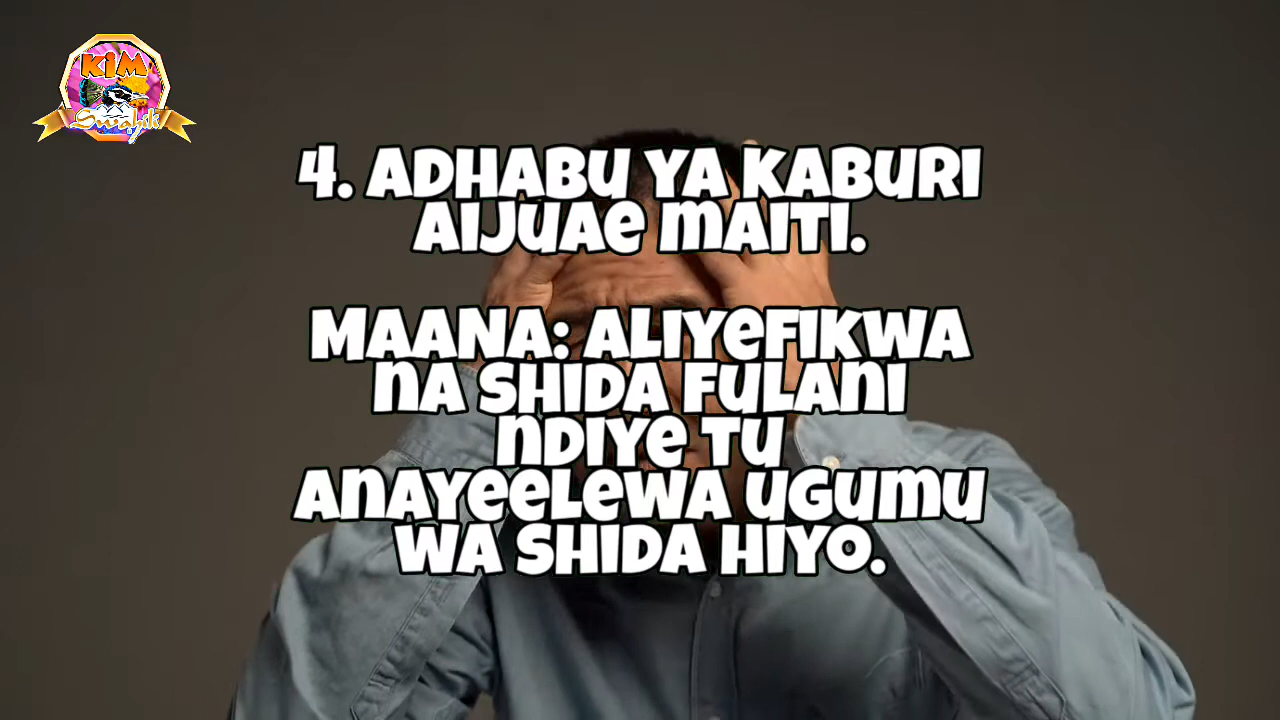 KIM
Swahili
4. ADHABU YA KABURI
AIJUAE MAITI.
MAANA: ALIYEFIKWA
NA SHIDA FULANI
NDIYE TU
ANAYEELEWA UGUMU
WA SHIDA HIYO.